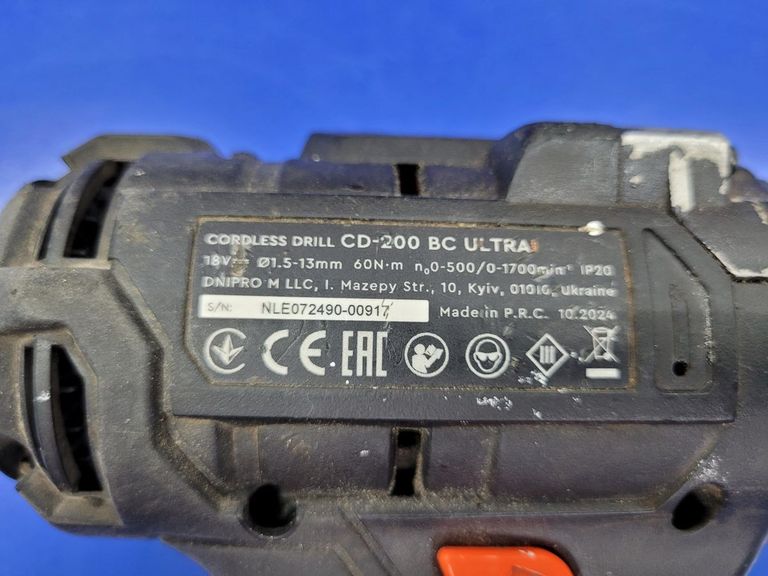 CORDLESS DRILL CD-200 BC ULTRA
18V⎓ Ø1.5-13mm 60N·m n₀0-500/0-1700min⁻¹ IP20
DNIPRO M LLC, I. Mazepy Str., 10, Kyiv, 01010, Ukraine
S/N: NLE072490-00917 Made in P.R.C. 10.2024
CE EAC
III